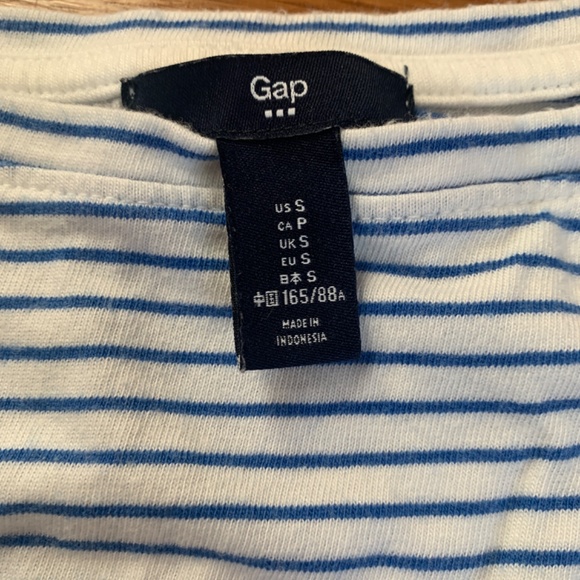 Gap
US S
CA P
UK S
EU S
日本 S
中国 165/88A
MADE IN
INDONESIA